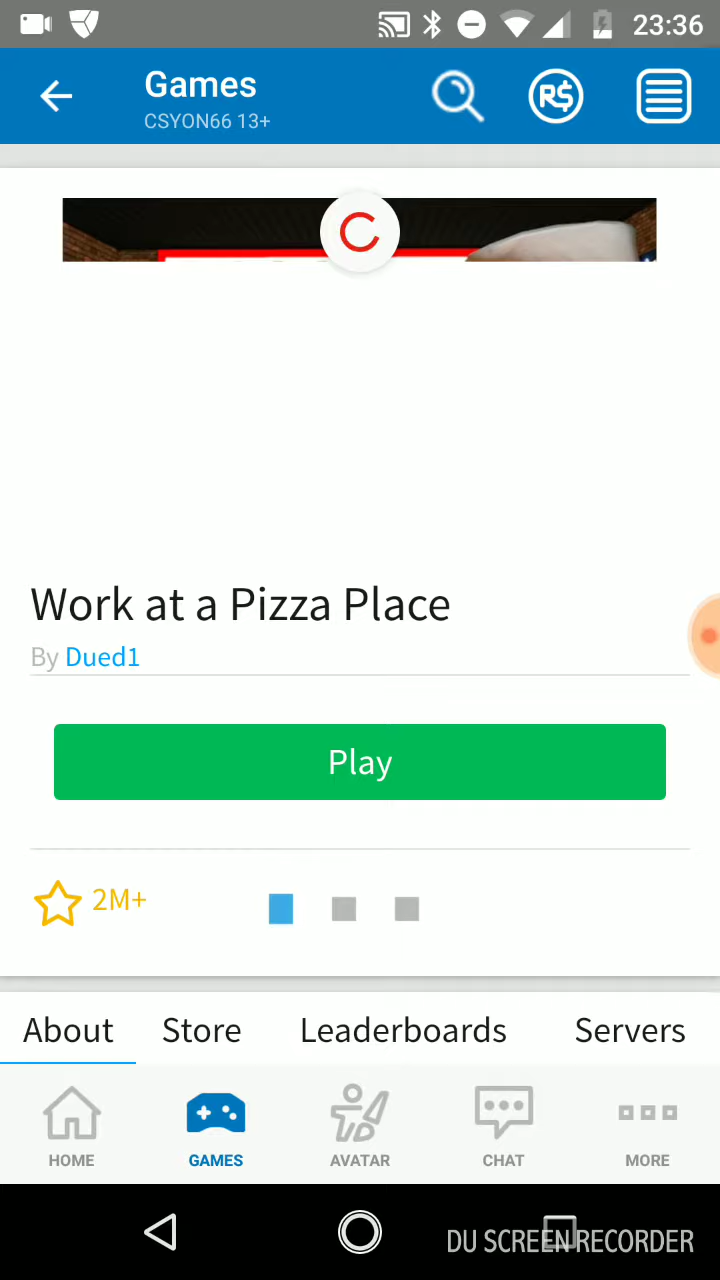 23:36
Games
CSYON66 13+
R$
Work at a Pizza Place
By Dued1
Play
2M+
About Store Leaderboards Servers
HOME GAMES AVATAR CHAT MORE
DU SCREEN RECORDER